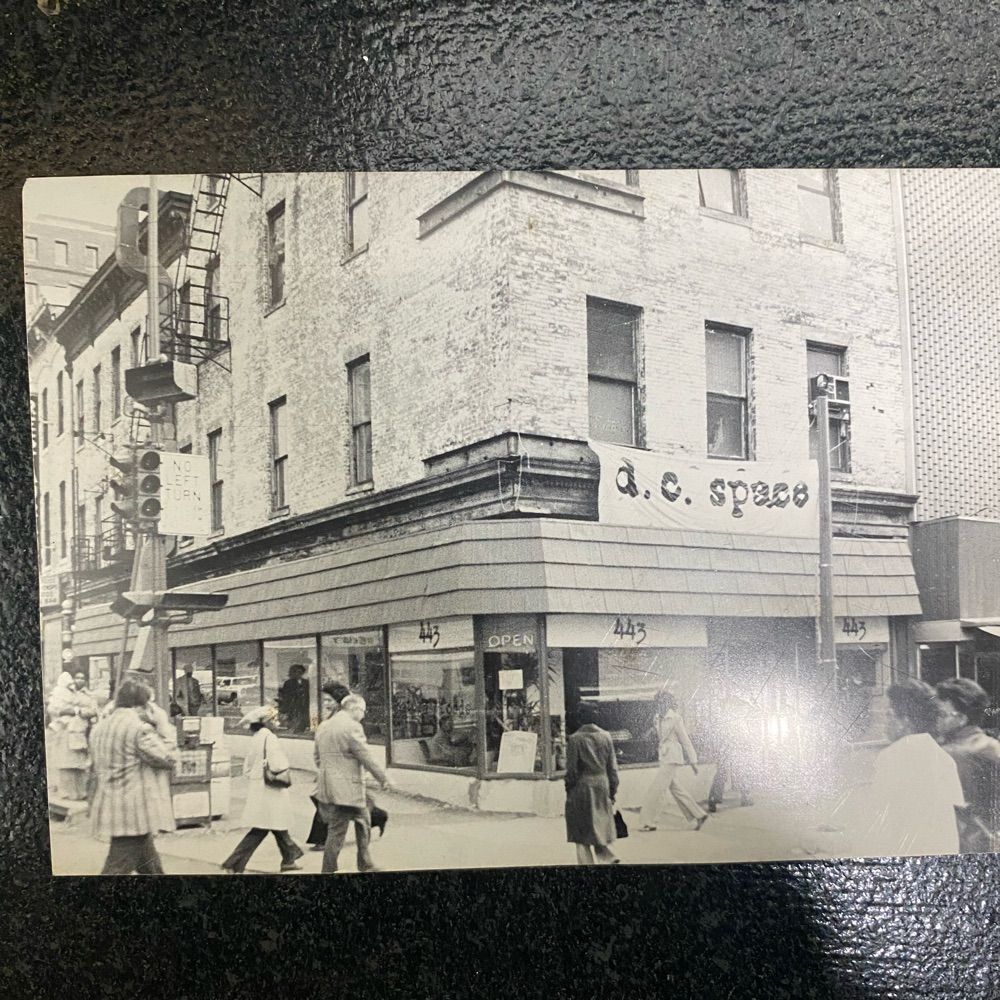 d.c. space
NO
LEFT
TURN
443
OPEN
443
443